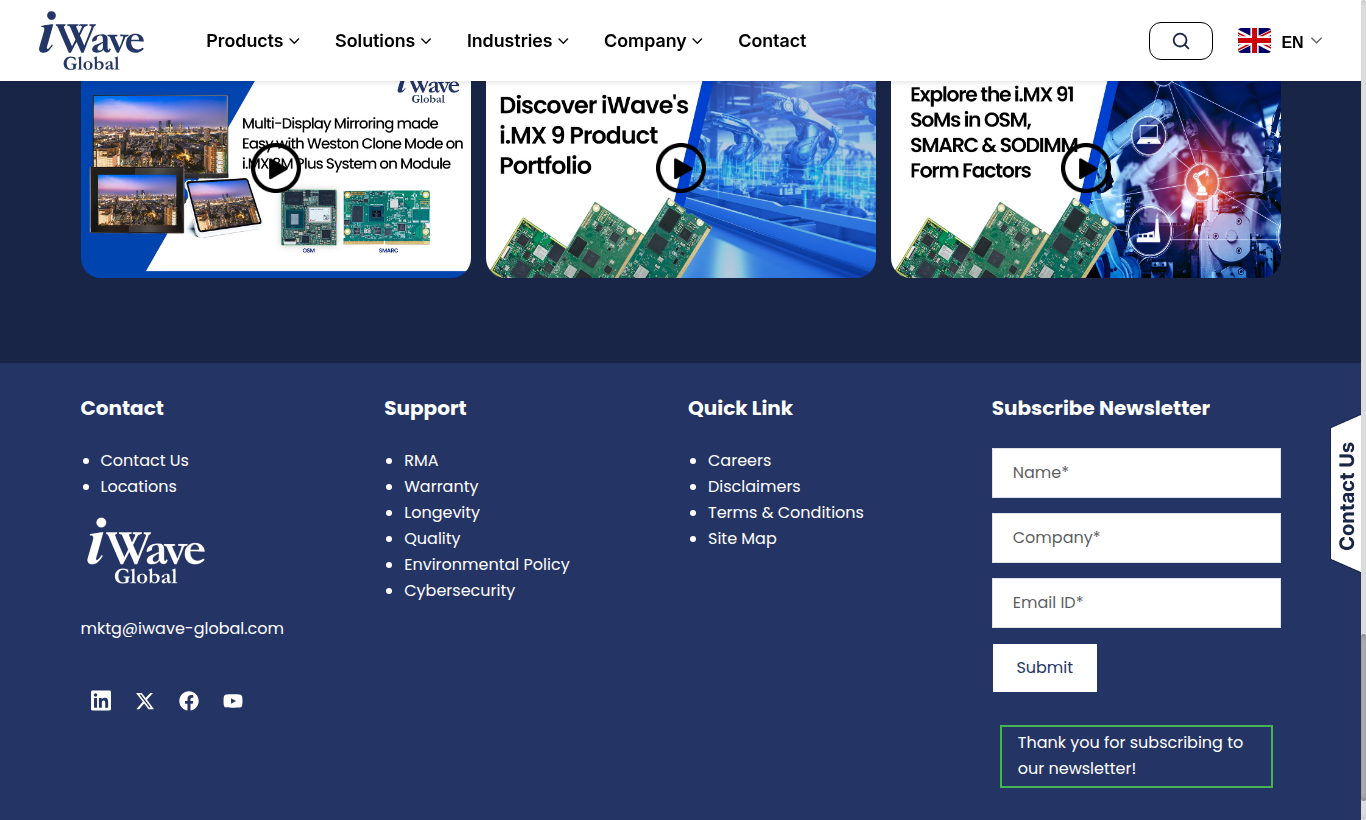 iWave
Global
Products
Solutions
Industries
Company
Contact
EN
iWave
Global
Multi-Display Mirroring made
Easy with Weston Clone Mode on
i.MX 8M Plus System on Module
OSM
SMARC
Discover iWave's
i.MX 9 Product
Portfolio
Explore the i.MX 91
SoMs in OSM,
SMARC & SODIMM
Form Factors
Contact
Contact Us
Locations
iWave
Global
mktg@iwave-global.com
Support
RMA
Warranty
Longevity
Quality
Environmental Policy
Cybersecurity
Quick Link
Careers
Disclaimers
Terms & Conditions
Site Map
Subscribe Newsletter
Name*
Company*
Email ID*
Submit
Thank you for subscribing to
our newsletter!
Contact Us